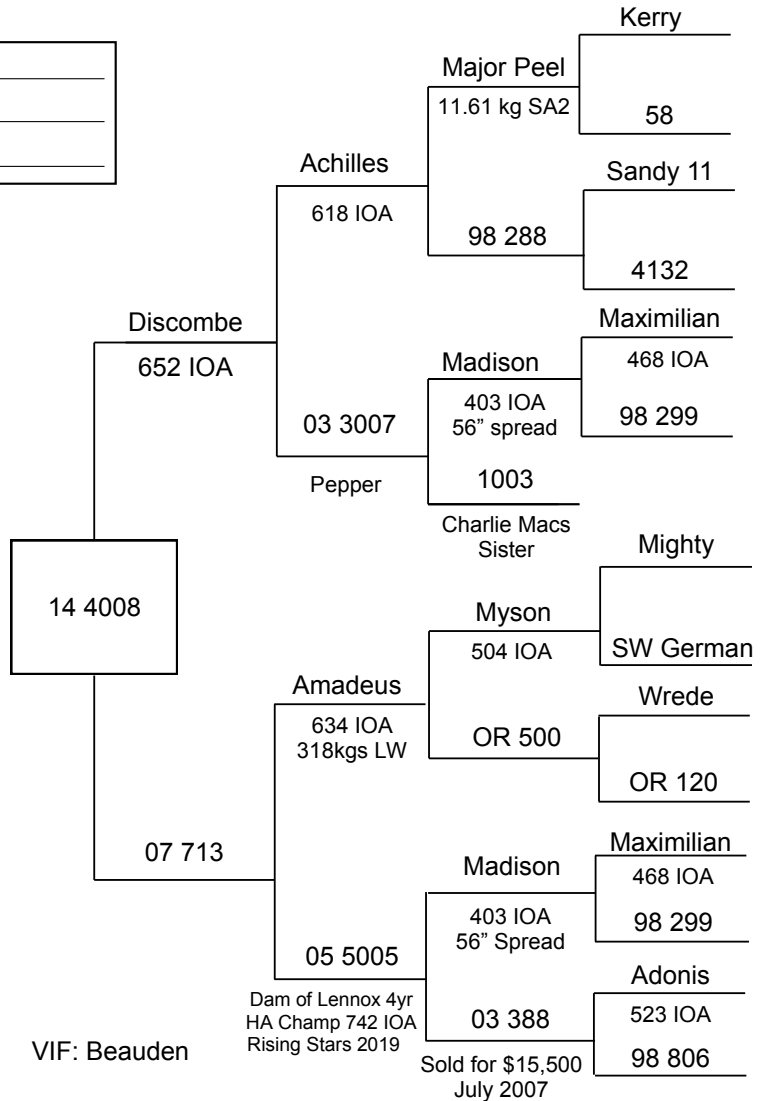 Kerry
Major Peel
11.61 kg SA2
58
Achilles
Sandy 11
618 IOA
98 288
4132
Discombe
Maximilian
652 IOA
Madison
468 IOA
403 IOA
56” spread
03 3007
98 299
Pepper
1003
Charlie Macs
Sister
14 4008
Mighty
Myson
504 IOA
SW German
Amadeus
Wrede
634 IOA
318kgs LW
OR 500
OR 120
07 713
Maximilian
Madison
468 IOA
403 IOA
56” Spread
98 299
05 5005
Adonis
Dam of Lennox 4yr
HA Champ 742 IOA
Rising Stars 2019
03 388
523 IOA
98 806
Sold for $15,500
July 2007
VIF: Beauden